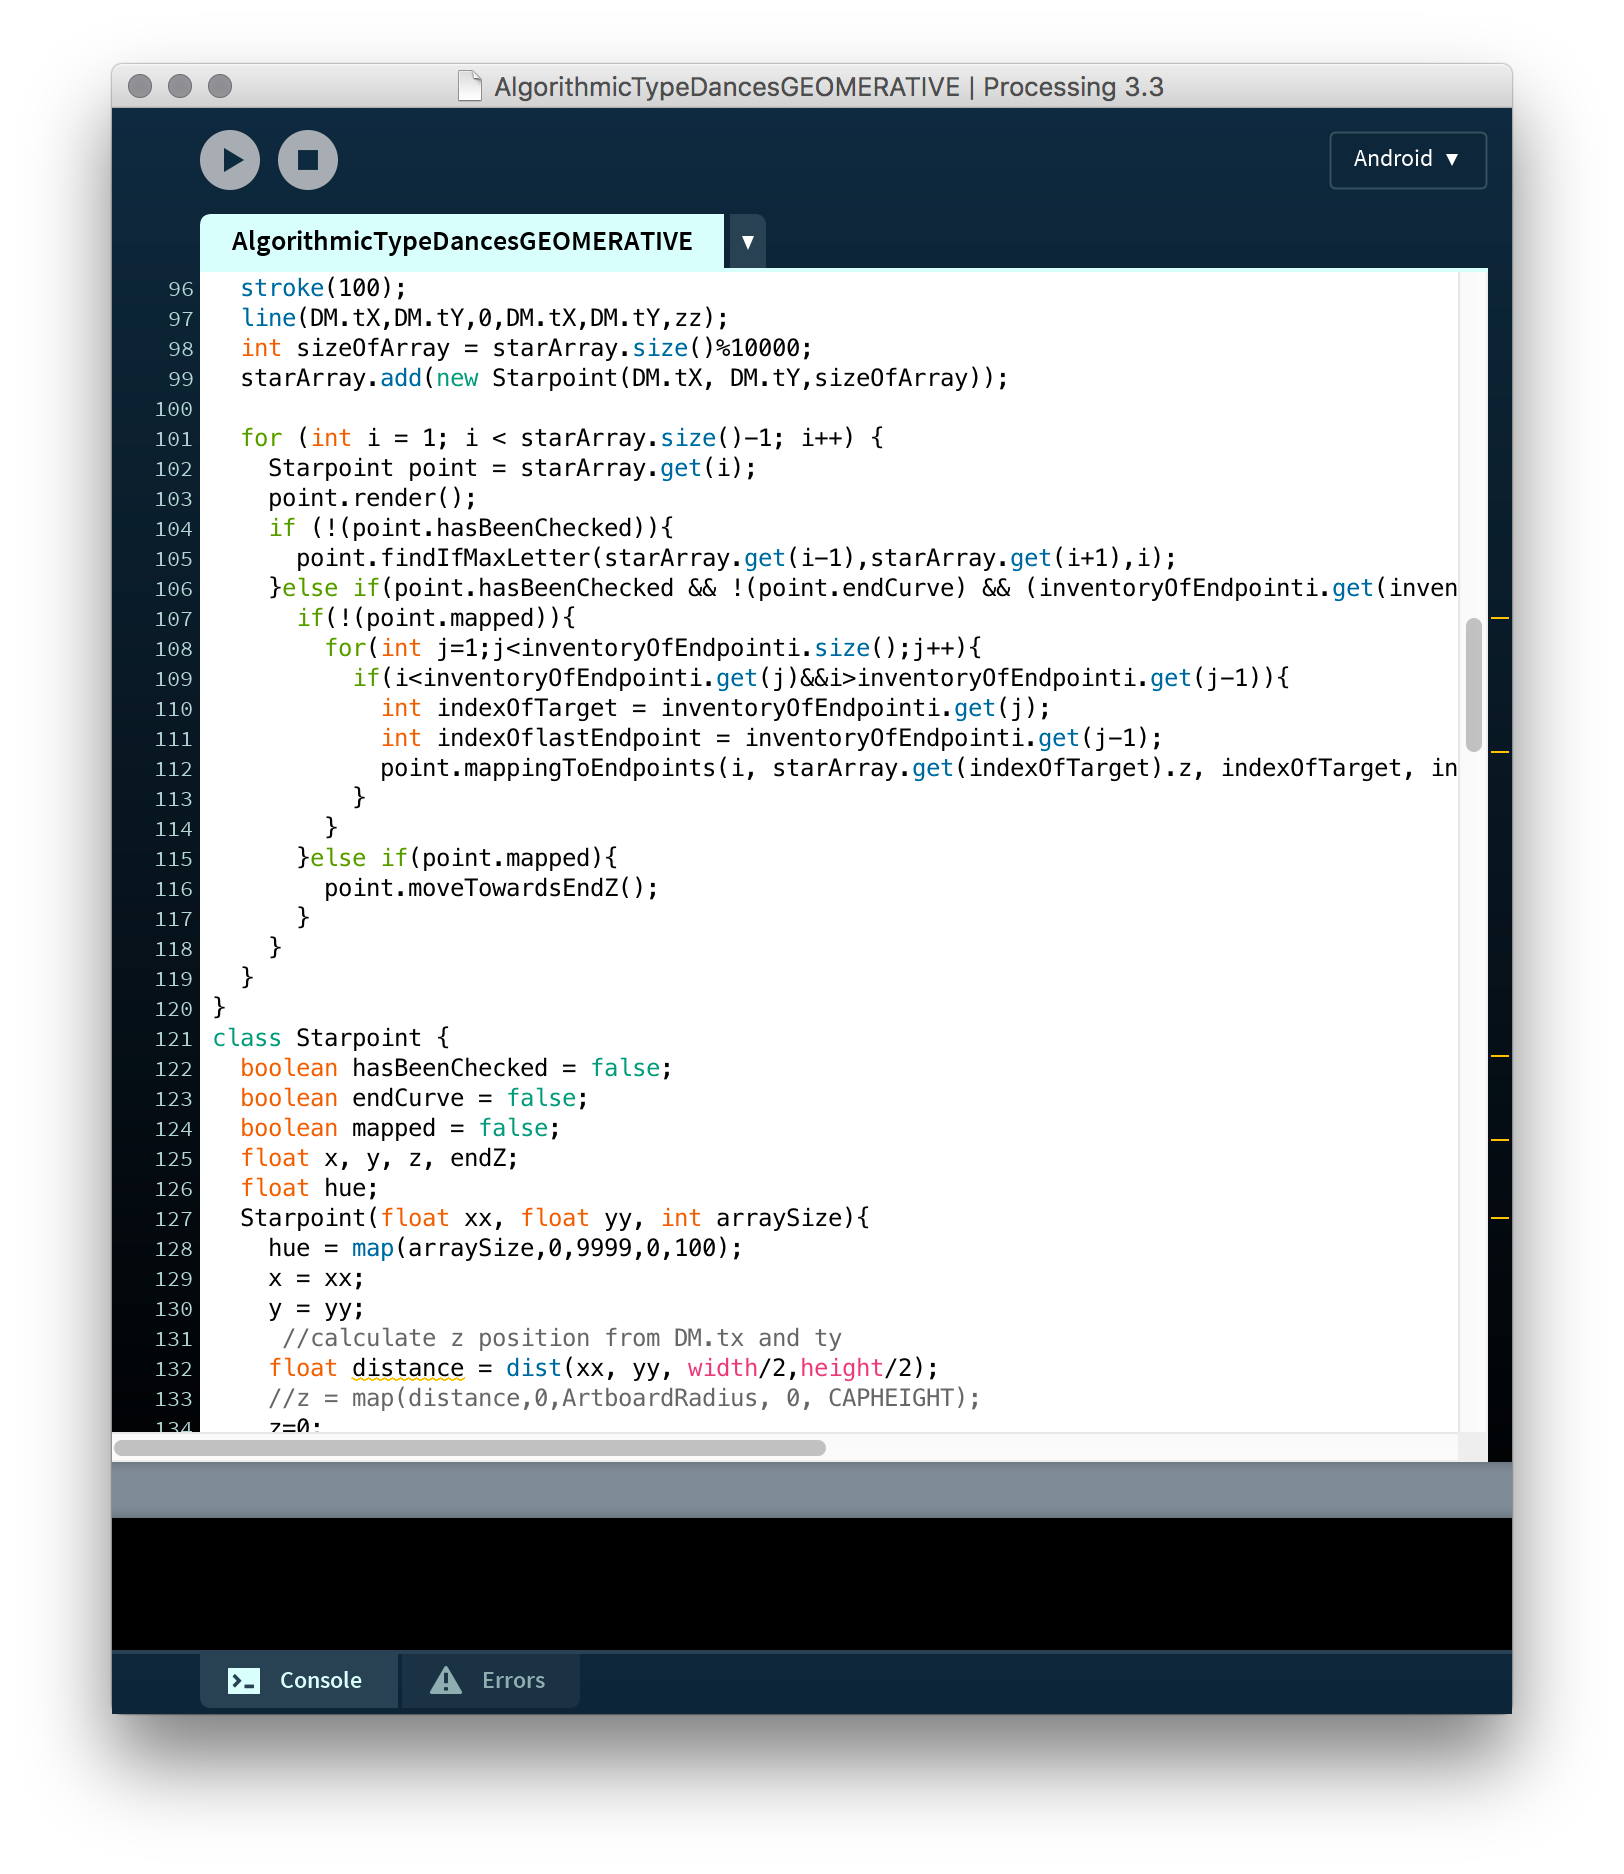 AlgorithmicTypeDancesGEOMERATIVE | Processing 3.3
Android ▼
AlgorithmicTypeDancesGEOMERATIVE ▼
96 stroke(100);
97 line(DM.tX,DM.tY,0,DM.tX,DM.tY,zz);
98 int sizeOfArray = starArray.size()%10000;
99 starArray.add(new Starpoint(DM.tX, DM.tY,sizeOfArray));
100
101 for (int i = 1; i < starArray.size()-1; i++) {
102 Starpoint point = starArray.get(i);
103 point.render();
104 if (!(point.hasBeenChecked)){
105 point.findIfMaxLetter(starArray.get(i-1),starArray.get(i+1),i);
106 }else if(point.hasBeenChecked && !(point.endCurve) && (inventoryOfEndpointi.get(inven
107 if(!(point.mapped)){
108 for(int j=1;j<inventoryOfEndpointi.size();j++){
109 if(i<inventoryOfEndpointi.get(j)&&i>inventoryOfEndpointi.get(j-1)){
110 int indexOfTarget = inventoryOfEndpointi.get(j);
111 int indexOflastEndpoint = inventoryOfEndpointi.get(j-1);
112 point.mappingToEndpoints(i, starArray.get(indexOfTarget).z, indexOfTarget, in
113 }
114 }
115 }else if(point.mapped){
116 point.moveTowardsEndZ();
117 }
118 }
119 }
120 }
121 class Starpoint {
122 boolean hasBeenChecked = false;
123 boolean endCurve = false;
124 boolean mapped = false;
125 float x, y, z, endZ;
126 float hue;
127 Starpoint(float xx, float yy, int arraySize){
128 hue = map(arraySize,0,9999,0,100);
129 x = xx;
130 y = yy;
131 //calculate z position from DM.tx and ty
132 float distance = dist(xx, yy, width/2,height/2);
133 //z = map(distance,0,ArtboardRadius, 0, CAPHEIGHT);
134 z=0;
Console
Errors